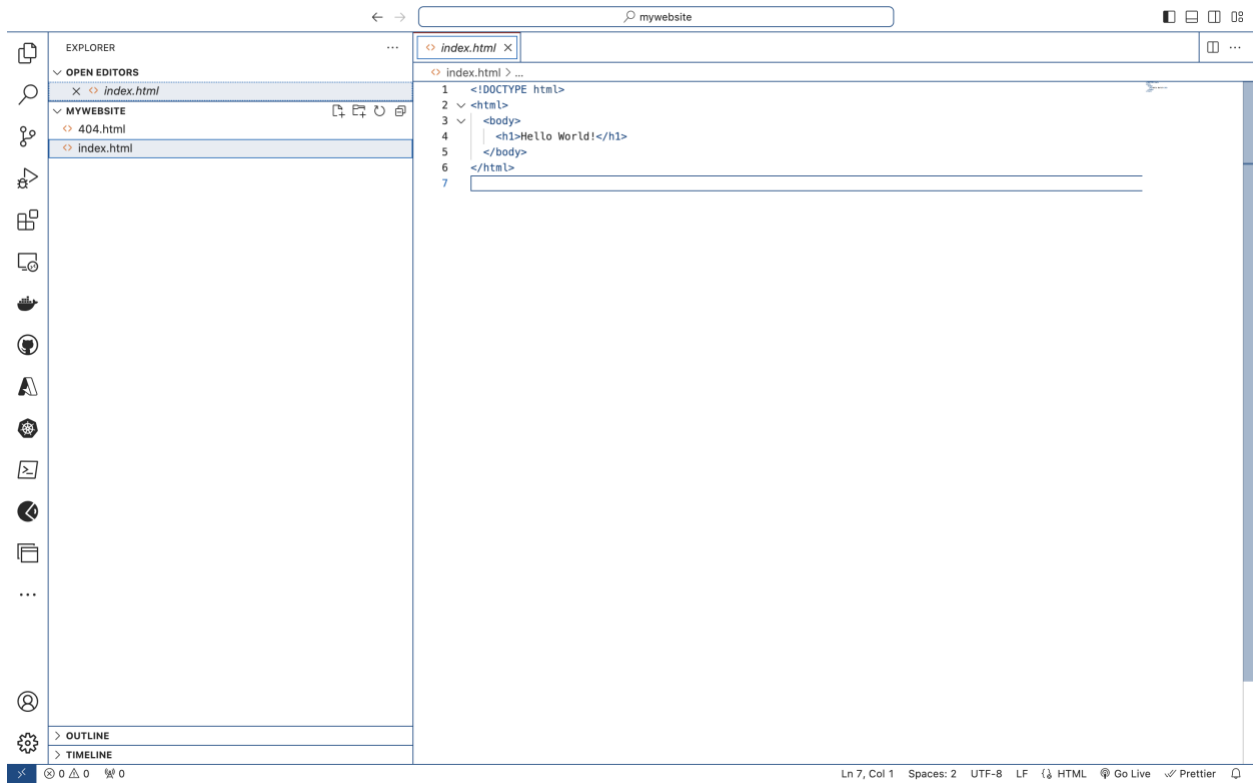 mywebsite
EXPLORER
OPEN EDITORS
index.html
MYWEBSITE
404.html
index.html
OUTLINE
TIMELINE
index.html
index.html > ...
1 <!DOCTYPE html>
2 <html>
3 <body>
4 <h1>Hello World!</h1>
5 </body>
6 </html>
7
0 0 0
Ln 7, Col 1 Spaces: 2 UTF-8 LF HTML Go Live Prettier